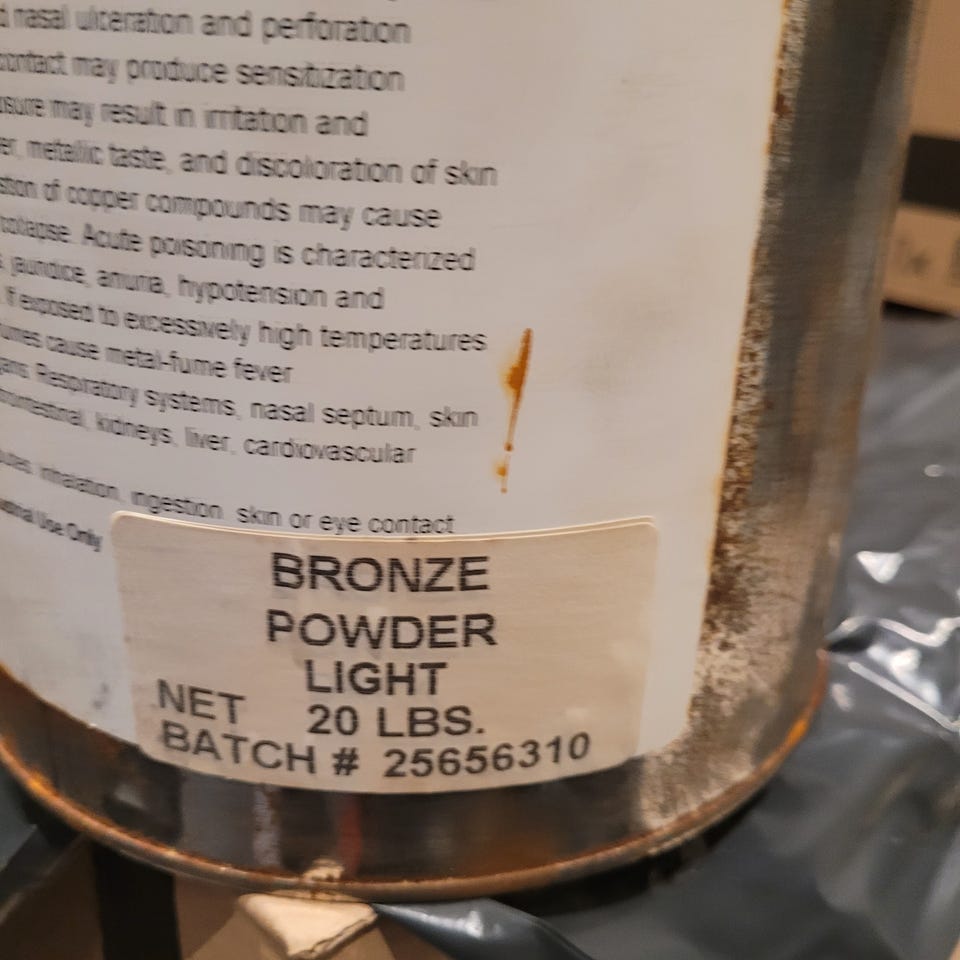 nasal ulceration and perforation
contact may produce sensitization
may result in irritation and
metallic taste, and discoloration of skin
of copper compounds may cause
Acute poisoning is characterized
jaundice, anuria, hypotension and
If exposed to excessively high temperatures
cause metal-fume fever
Respiratory systems, nasal septum, skin
kidneys, liver, cardiovascular
inhalation, ingestion, skin or eye contact
Use Only
BRONZE
POWDER
LIGHT
NET 20 LBS.
BATCH # 25656310